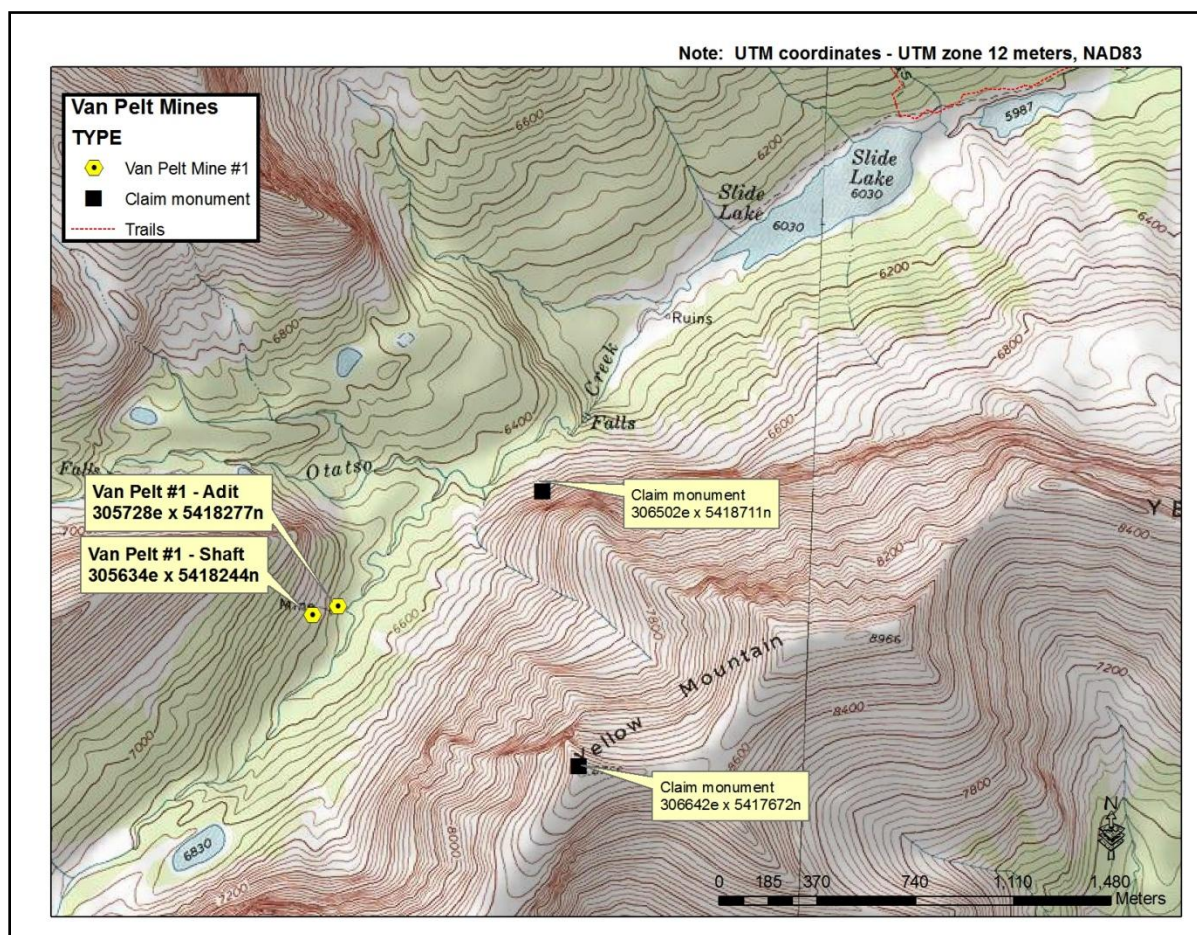 Note: UTM coordinates - UTM zone 12 meters, NAD83
Van Pelt Mines
TYPE
Van Pelt Mine #1
Claim monument
Trails
5987
6600
6200
Slide
Lake
6030
Slide
Lake
6030
6400
6200
6800
Ruins
6800
Creek
Falls
6400
6600
Otatso
Falls
Van Pelt #1 - Adit
305728e x 5418277n
Claim monument
306502e x 5418711n
7000
YE
8400
8200
Van Pelt #1 - Shaft
305634e x 5418244n
Mine
6600
7800
8966
7200
Yellow Mountain
8400
7000
8600
Claim monument
306642e x 5417672n
7800
8000
6830
7200
N
0 185 370 740 1,110 1,480
Meters